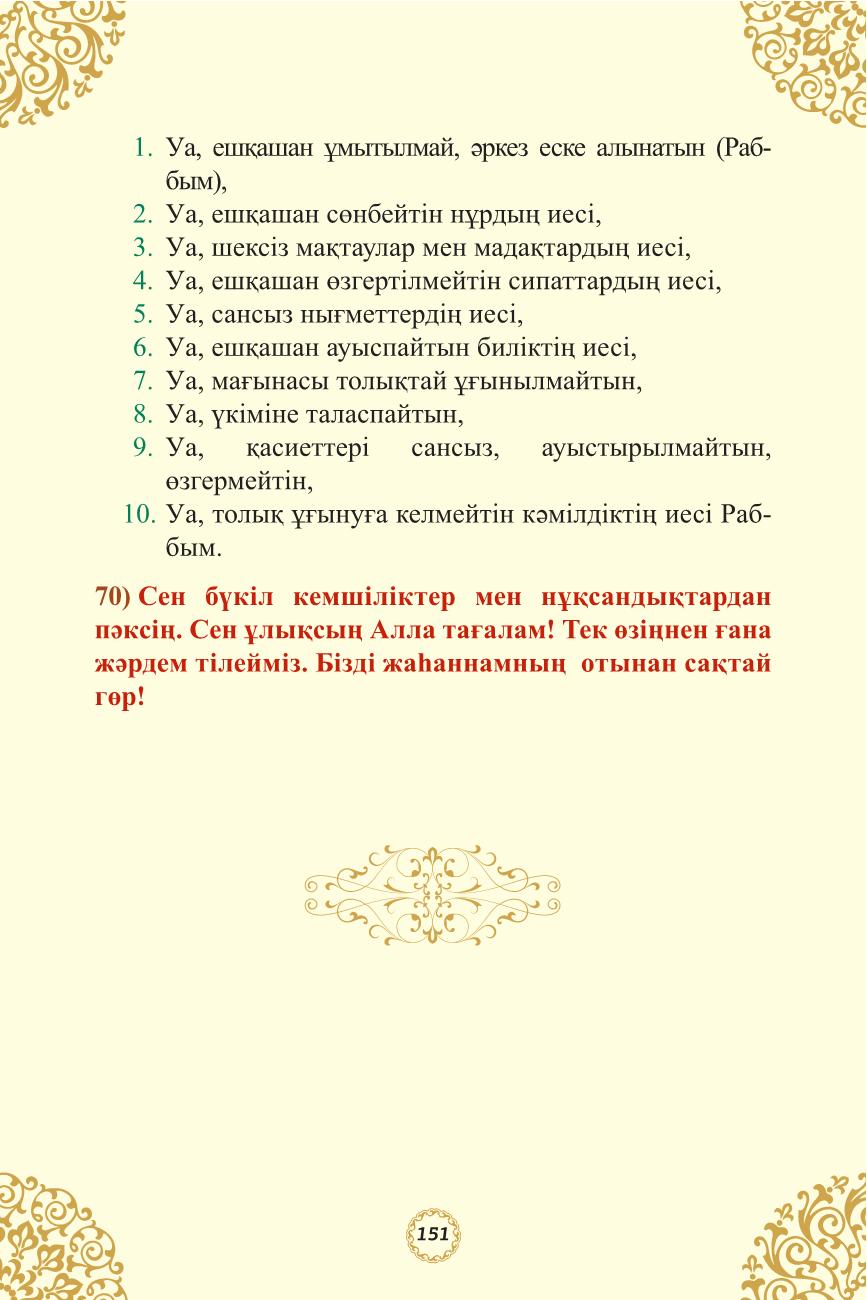 1. Уа, ешқашан ұмытылмай, әркез еске алынатын (Раб-
бым),
2. Уа, ешқашан сөнбейтін нұрдың иесі,
3. Уа, шексіз мақтаулар мен мадақтардың иесі,
4. Уа, ешқашан өзгертілмейтін сипаттардың иесі,
5. Уа, сансыз нығметтердің иесі,
6. Уа, ешқашан ауыспайтын биліктің иесі,
7. Уа, мағынасы толықтай ұғынылмайтын,
8. Уа, үкіміне таласпайтын,
9. Уа, қасиеттері сансыз, ауыстырылмайтын,
өзгермейтін,
10. Уа, толық ұғынуға келмейтін кәмілдіктің иесі Раб-
бым.
70) Сен бүкіл кемшіліктер мен нұқсандықтардан
пәксің. Сен ұлықсың Алла тағалам! Тек өзіңнен ғана
жәрдем тілейміз. Бізді жаһаннамның отынан сақтай
гөр!
151